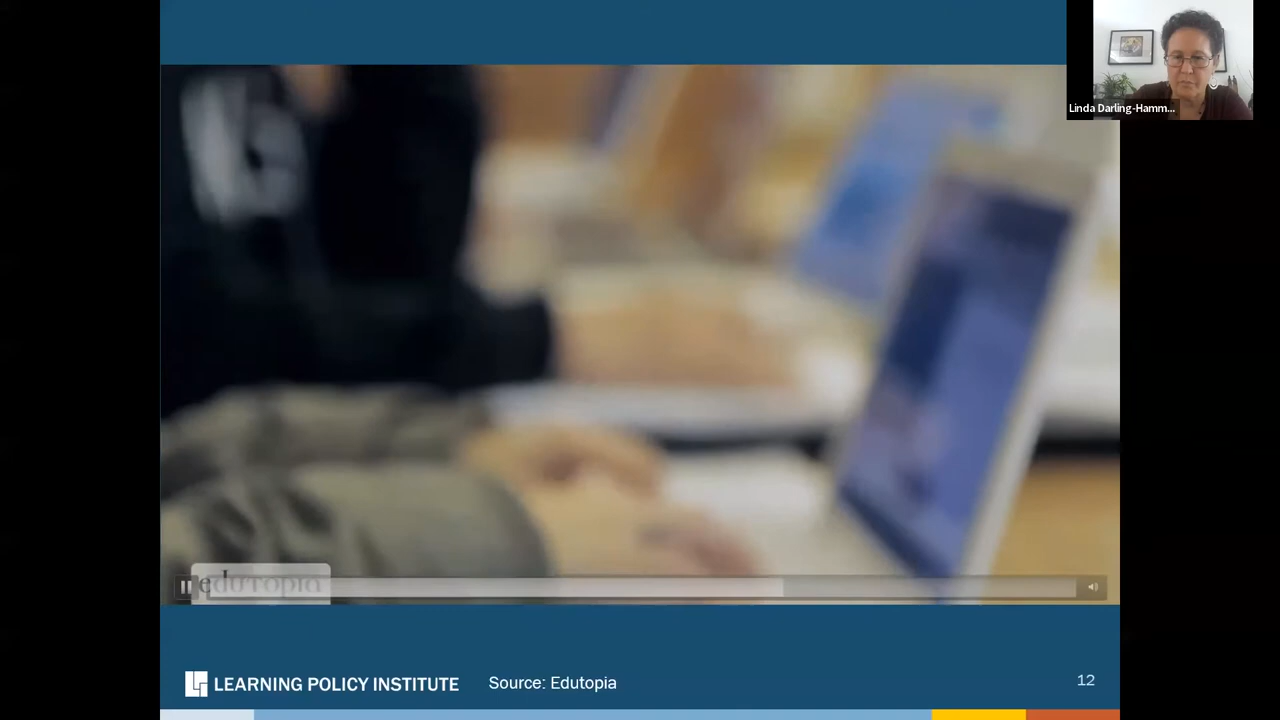 Linda Darling-Hamm...
edutopia
LEARNING POLICY INSTITUTE
Source: Edutopia
12